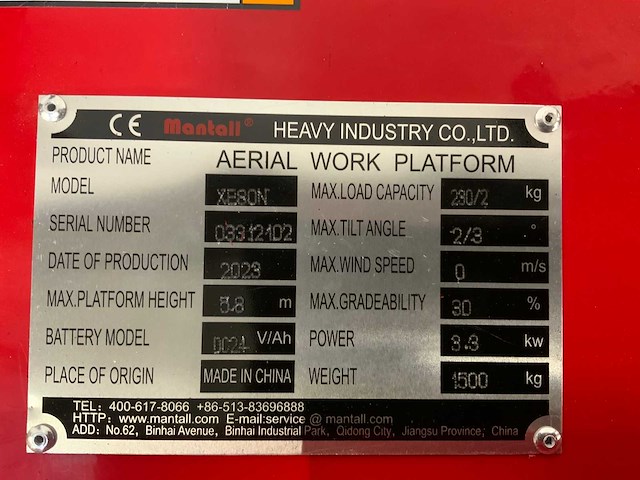 CE Mantall® HEAVY INDUSTRY CO.,LTD.
PRODUCT NAME AERIAL WORK PLATFORM
MODEL XE80N MAX.LOAD CAPACITY 230/2 kg
SERIAL NUMBER 03312102 MAX.TILT ANGLE 2/3 °
DATE OF PRODUCTION 2023 MAX.WIND SPEED 0 m/s
MAX.PLATFORM HEIGHT 5.8 m MAX.GRADEABILITY 30 %
BATTERY MODEL DC24 V/Ah POWER 3.3 kw
PLACE OF ORIGIN MADE IN CHINA WEIGHT 1500 kg
TEL: 400-617-8066 +86-513-83696888
HTTP: www.mantall.com E-mail:service @ mantall.com
ADD: No.62, Binhai Avenue, Binhai Industrial Park, Qidong City, Jiangsu Province, China